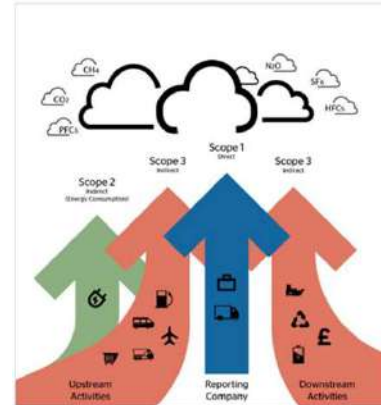 CH4
N2O
CO2
SF6
PFCs
HFCs
Scope 1
Direct
Scope 3
Indirect
Scope 3
Indirect
Scope 2
Indirect
(Energy Consumption)
£
Upstream
Activities
Reporting
Company
Downstream
Activities